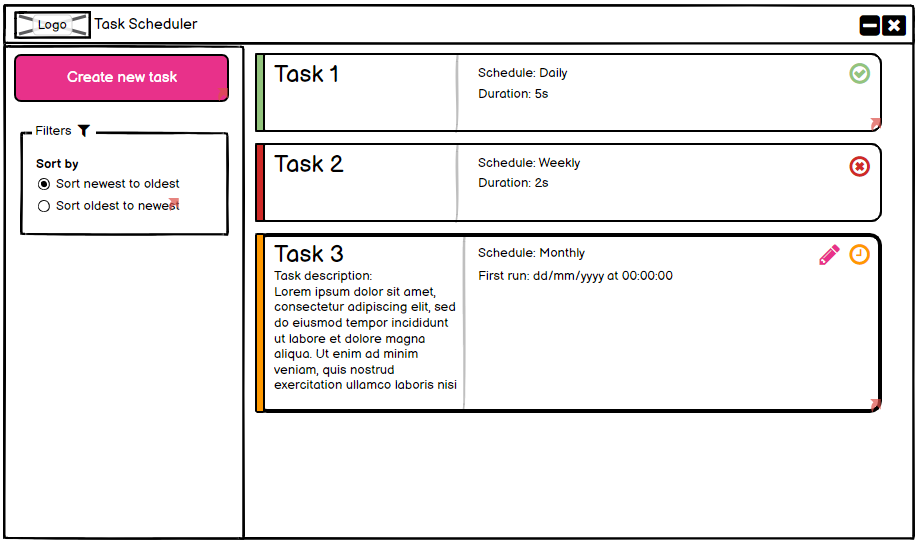 Logo
Task Scheduler
Create new task
Filters
Sort by
Sort newest to oldest
Sort oldest to newest
Task 1
Schedule: Daily
Duration: 5s
Task 2
Schedule: Weekly
Duration: 2s
Task 3
Task description:
Lorem ipsum dolor sit amet,
consectetur adipiscing elit, sed
do eiusmod tempor incididunt
ut labore et dolore magna
aliqua. Ut enim ad minim
veniam, quis nostrud
exercitation ullamco laboris nisi
Schedule: Monthly
First run: dd/mm/yyyy at 00:00:00